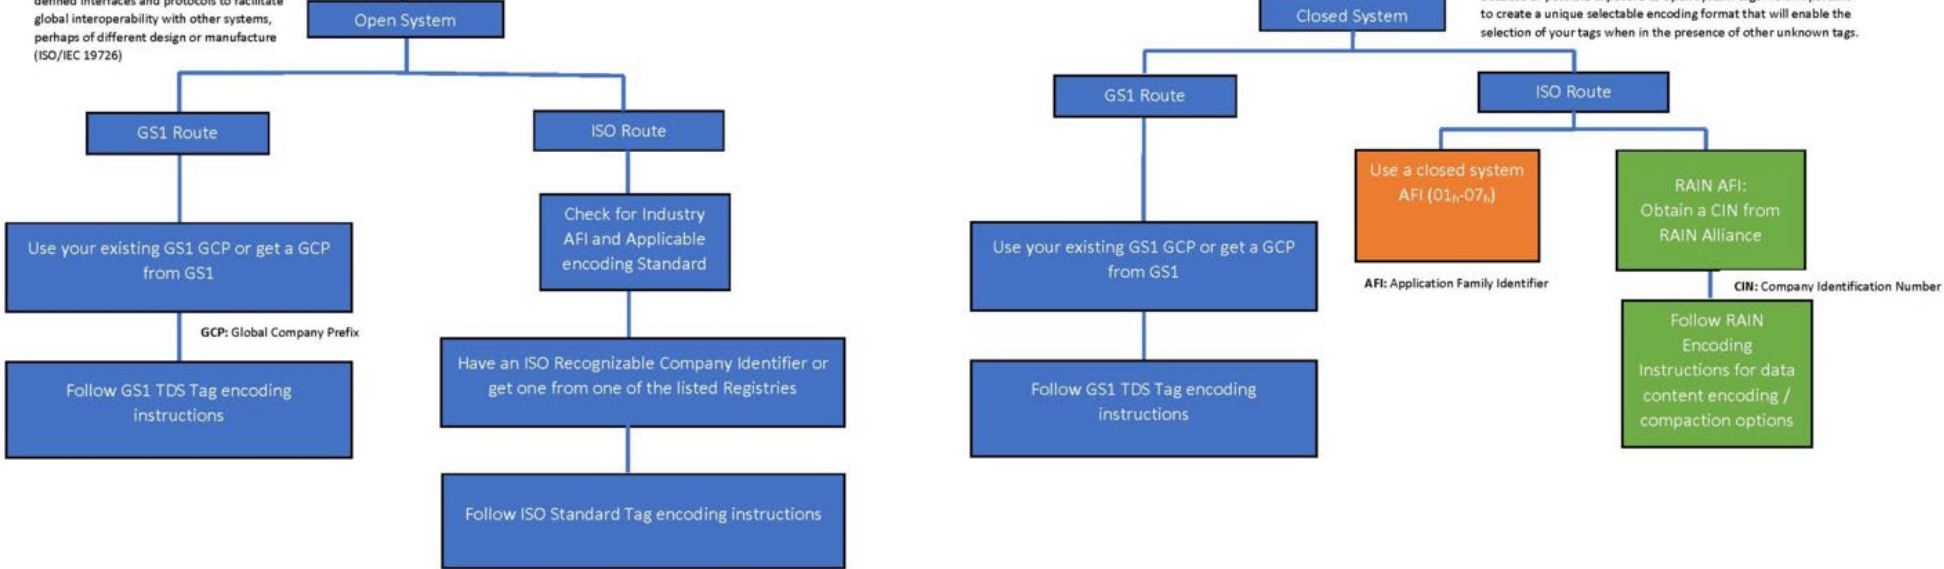 defined interfaces and protocols to facilitate
global interoperability with other systems,
perhaps of different design or manufacture
(ISO/IEC 19726)
Open System
GS1 Route
ISO Route
Use your existing GS1 GCP or get a GCP
from GS1
GCP: Global Company Prefix
Follow GS1 TDS Tag encoding
instructions
Check for Industry
AFI and Applicable
encoding Standard
Have an ISO Recognizable Company Identifier or
get one from one of the listed Registries
Follow ISO Standard Tag encoding instructions
Closed System
to create a unique selectable encoding format that will enable the
selection of your tags when in the presence of other unknown tags.
GS1 Route
ISO Route
Use your existing GS1 GCP or get a GCP
from GS1
Follow GS1 TDS Tag encoding
instructions
Use a closed system
AFI (01ₕ-07ₕ)
AFI: Application Family Identifier
RAIN AFI:
Obtain a CIN from
RAIN Alliance
CIN: Company Identification Number
Follow RAIN
Encoding
Instructions for data
content encoding /
compaction options